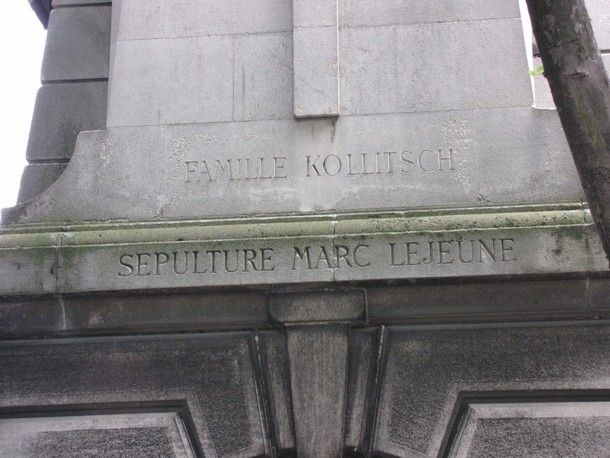 FAMILLE KOLLITSCH
SEPULTURE MARC LEJEUNE